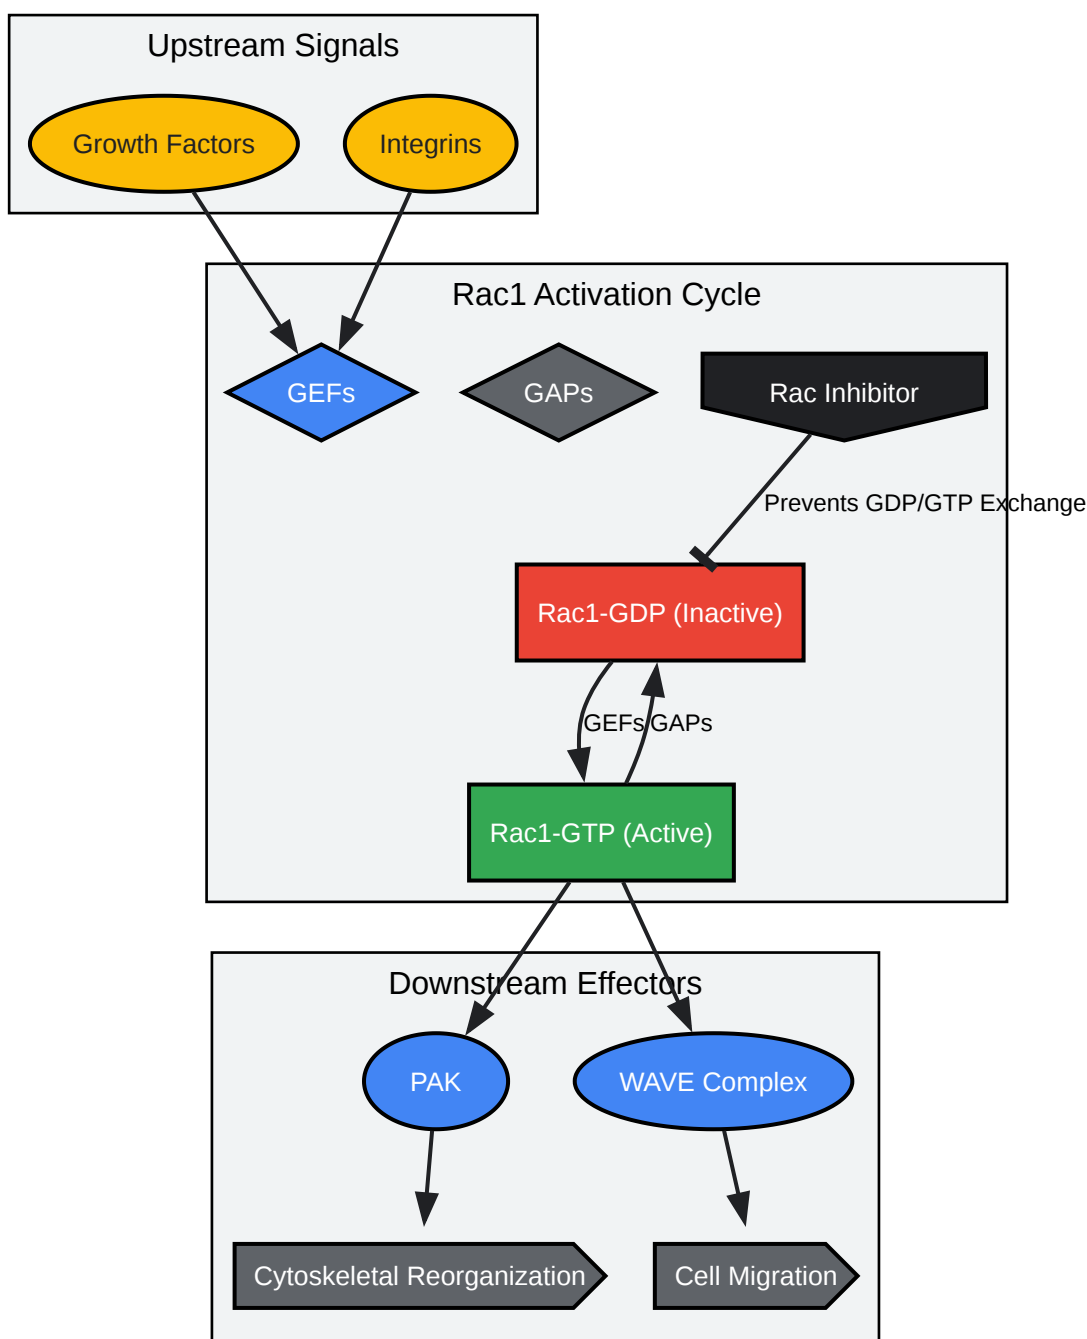 Upstream Signals
Growth Factors
Integrins
Rac1 Activation Cycle
GEFs
GAPs
Rac Inhibitor
Prevents GDP/GTP Exchange
Rac1-GDP (Inactive)
GEFs
GAPs
Rac1-GTP (Active)
Downstream Effectors
PAK
WAVE Complex
Cytoskeletal Reorganization
Cell Migration